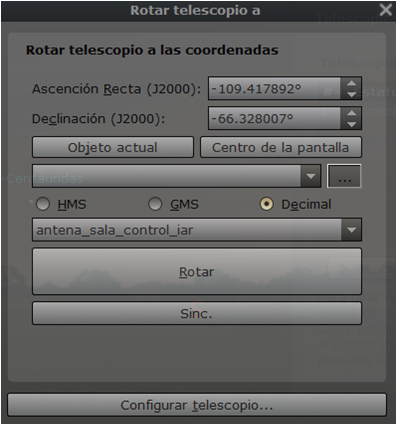 Rotar telescopio a
Rotar telescopio a las coordenadas
Ascención Recta (J2000): -109.417892°
Declinación (J2000): -66.328007°
Objeto actual Centro de la pantalla
...
HMS GMS Decimal
antena_sala_control_iar
Rotar
Sinc.
Configurar telescopio...